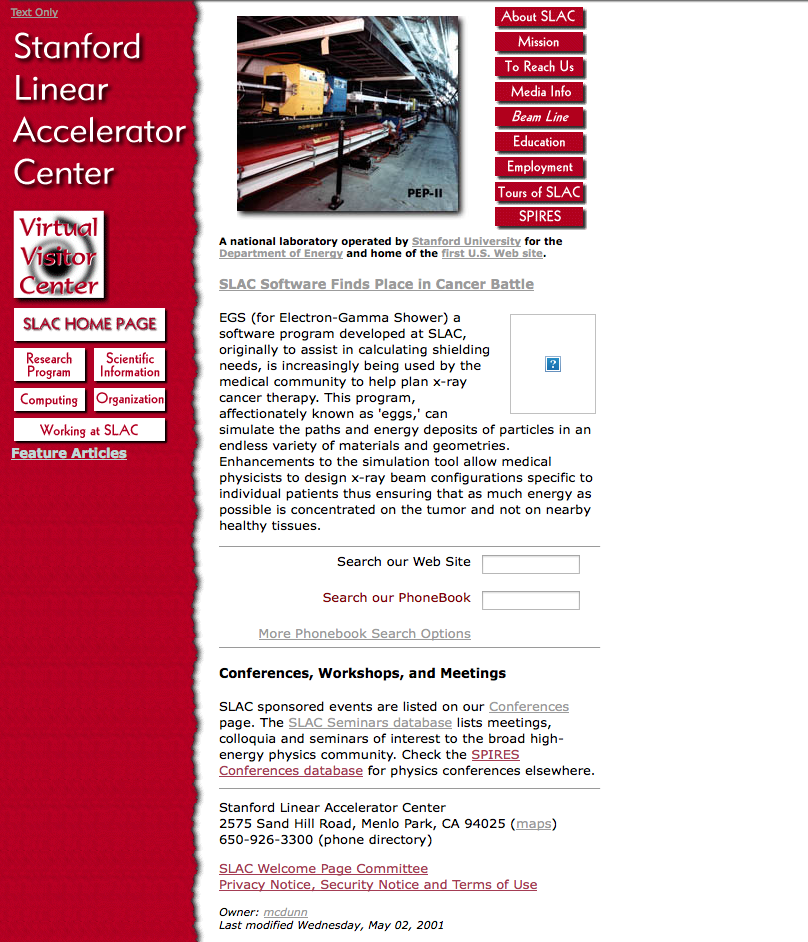 Text Only
Stanford
Linear
Accelerator
Center
Virtual
Visitor
Center
SLAC HOME PAGE
Research
Program
Scientific
Information
Computing
Organization
Working at SLAC
Feature Articles
PEP-II
About SLAC
Mission
To Reach Us
Media Info
Beam Line
Education
Employment
Tours of SLAC
SPIRES
A national laboratory operated by Stanford University for the
Department of Energy and home of the first U.S. Web site.
SLAC Software Finds Place in Cancer Battle
EGS (for Electron-Gamma Shower) a
software program developed at SLAC,
originally to assist in calculating shielding
needs, is increasingly being used by the
medical community to help plan x-ray
cancer therapy. This program,
affectionately known as 'eggs,' can
simulate the paths and energy deposits of particles in an
endless variety of materials and geometries.
Enhancements to the simulation tool allow medical
physicists to design x-ray beam configurations specific to
individual patients thus ensuring that as much energy as
possible is concentrated on the tumor and not on nearby
healthy tissues.
?
Search our Web Site
Search our PhoneBook
More Phonebook Search Options
Conferences, Workshops, and Meetings
SLAC sponsored events are listed on our Conferences
page. The SLAC Seminars database lists meetings,
colloquia and seminars of interest to the broad high-
energy physics community. Check the SPIRES
Conferences database for physics conferences elsewhere.
Stanford Linear Accelerator Center
2575 Sand Hill Road, Menlo Park, CA 94025 (maps)
650-926-3300 (phone directory)
SLAC Welcome Page Committee
Privacy Notice, Security Notice and Terms of Use
Owner: mcdunn
Last modified Wednesday, May 02, 2001